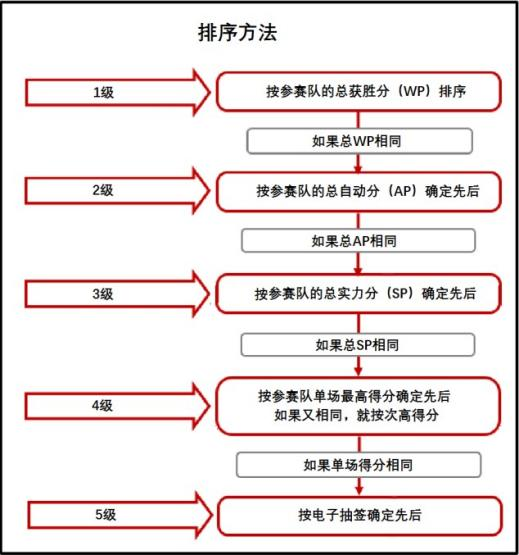 排序方法
1级
按参赛队的总获胜分（WP）排序
如果总WP相同
2级
按参赛队的总自动分（AP）确定先后
如果总AP相同
3级
按参赛队的总实力分（SP）确定先后
如果总SP相同
4级
按参赛队单场最高得分确定先后
如果又相同，就按次高得分
如果单场得分相同
5级
按电子抽签确定先后